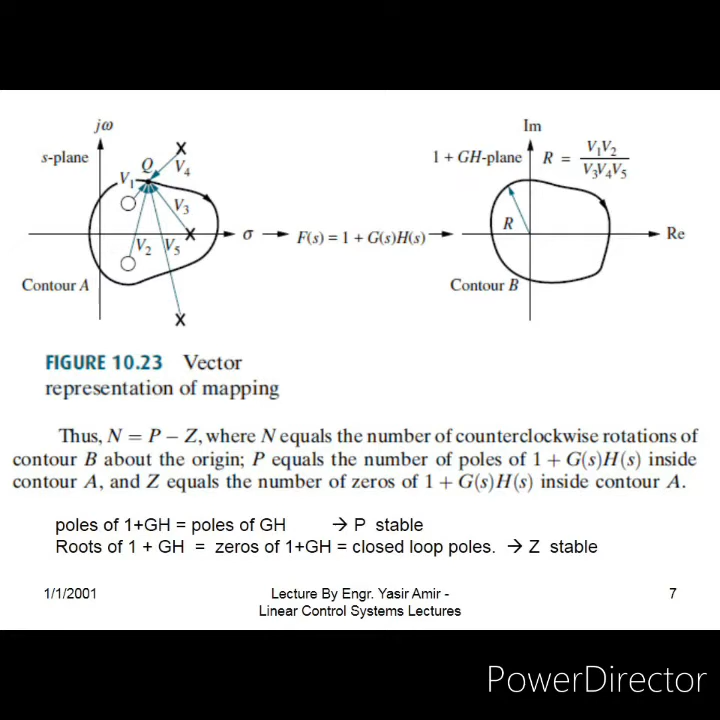 jω
s-plane
Q
V₁
V₄
V₃
V₂
V₅
σ
Contour A
F(s) = 1 + G(s)H(s)
Im
1 + GH-plane
R = V₁V₂ / V₃V₄V₅
R
Re
Contour B
FIGURE 10.23 Vector
representation of mapping
Thus, N = P − Z, where N equals the number of counterclockwise rotations of
contour B about the origin; P equals the number of poles of 1 + G(s)H(s) inside
contour A, and Z equals the number of zeros of 1 + G(s)H(s) inside contour A.
poles of 1+GH = poles of GH → P stable
Roots of 1 + GH = zeros of 1+GH = closed loop poles. → Z stable
1/1/2001
Lecture By Engr. Yasir Amir -
Linear Control Systems Lectures
7
PowerDirector